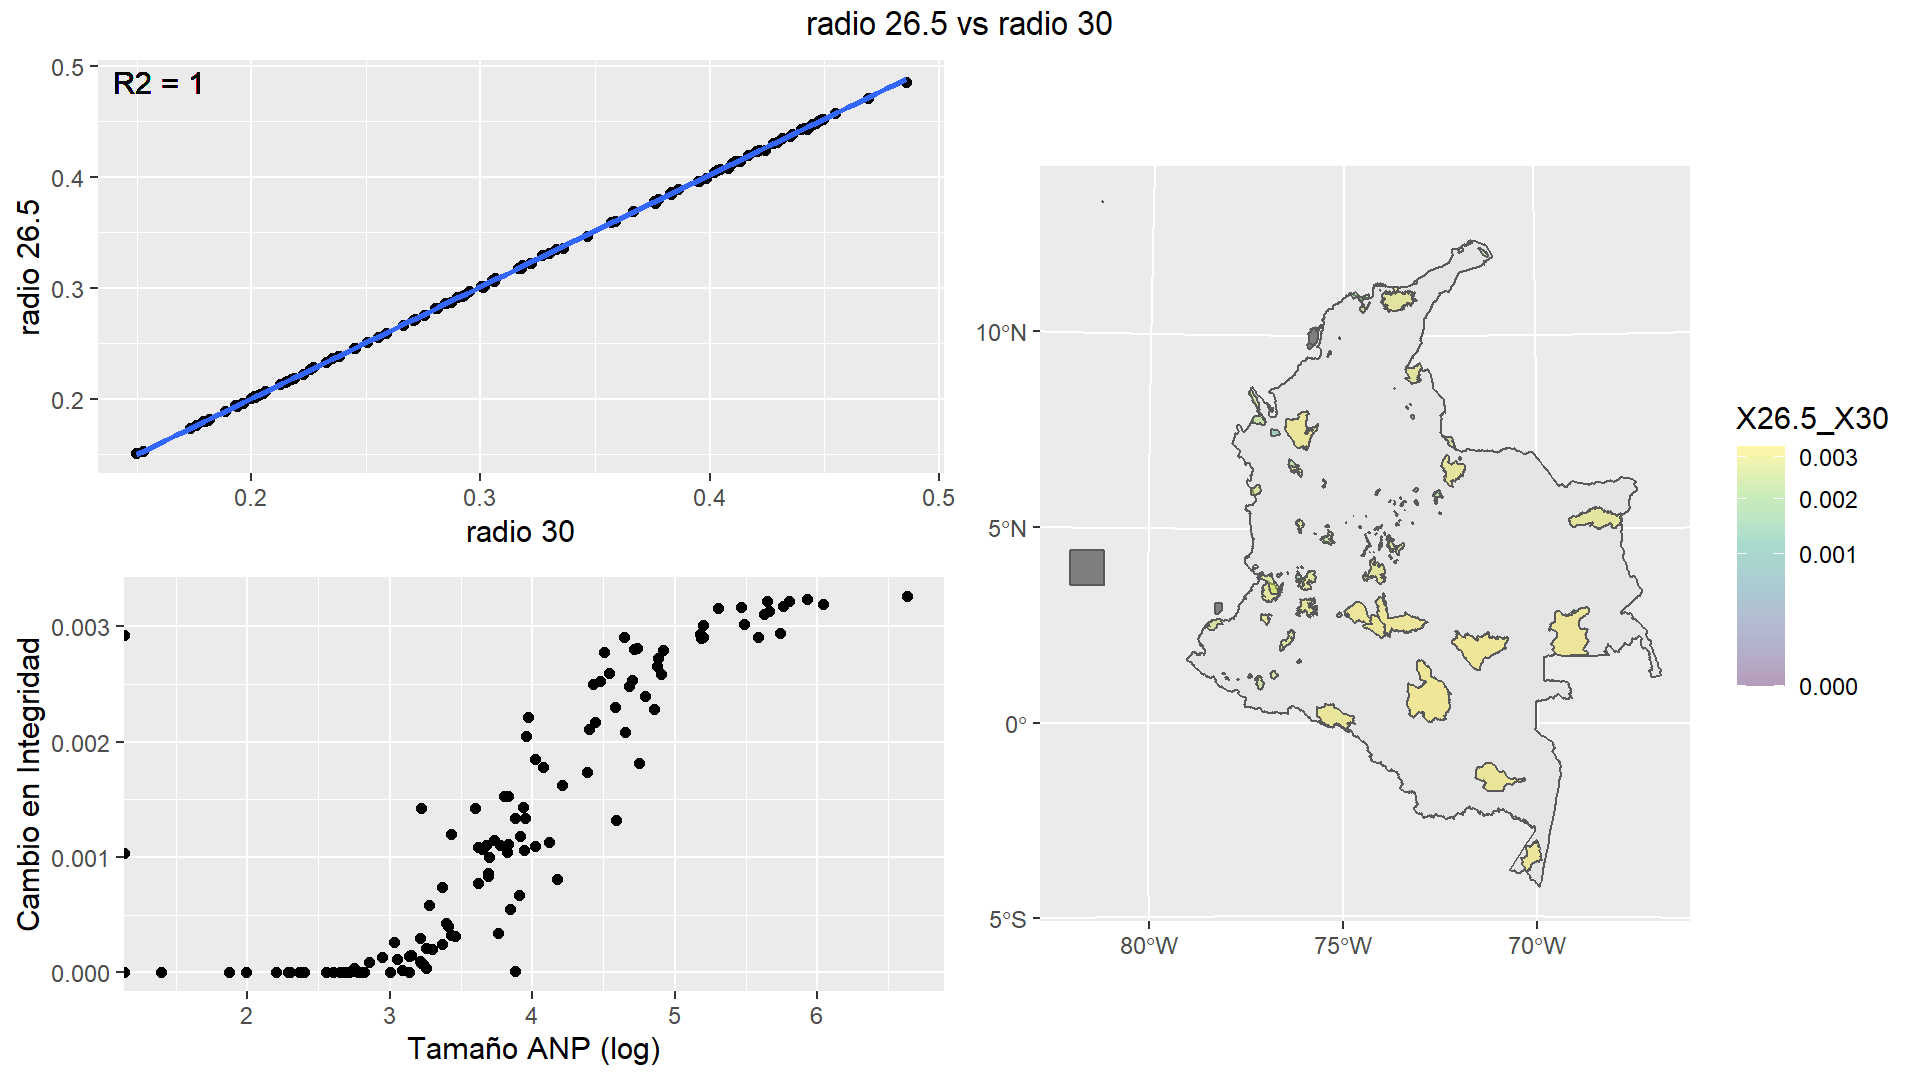 radio 26.5 vs radio 30
R2 = 1
0.5
0.4
0.3
0.2
radio 26.5
0.2
0.3
0.4
0.5
radio 30
0.003
0.002
0.001
0.000
Cambio en Integridad
2
3
4
5
6
Tamaño ANP (log)
10°N
5°N
0°
5°S
80°W
75°W
70°W
X26.5_X30
0.003
0.002
0.001
0.000